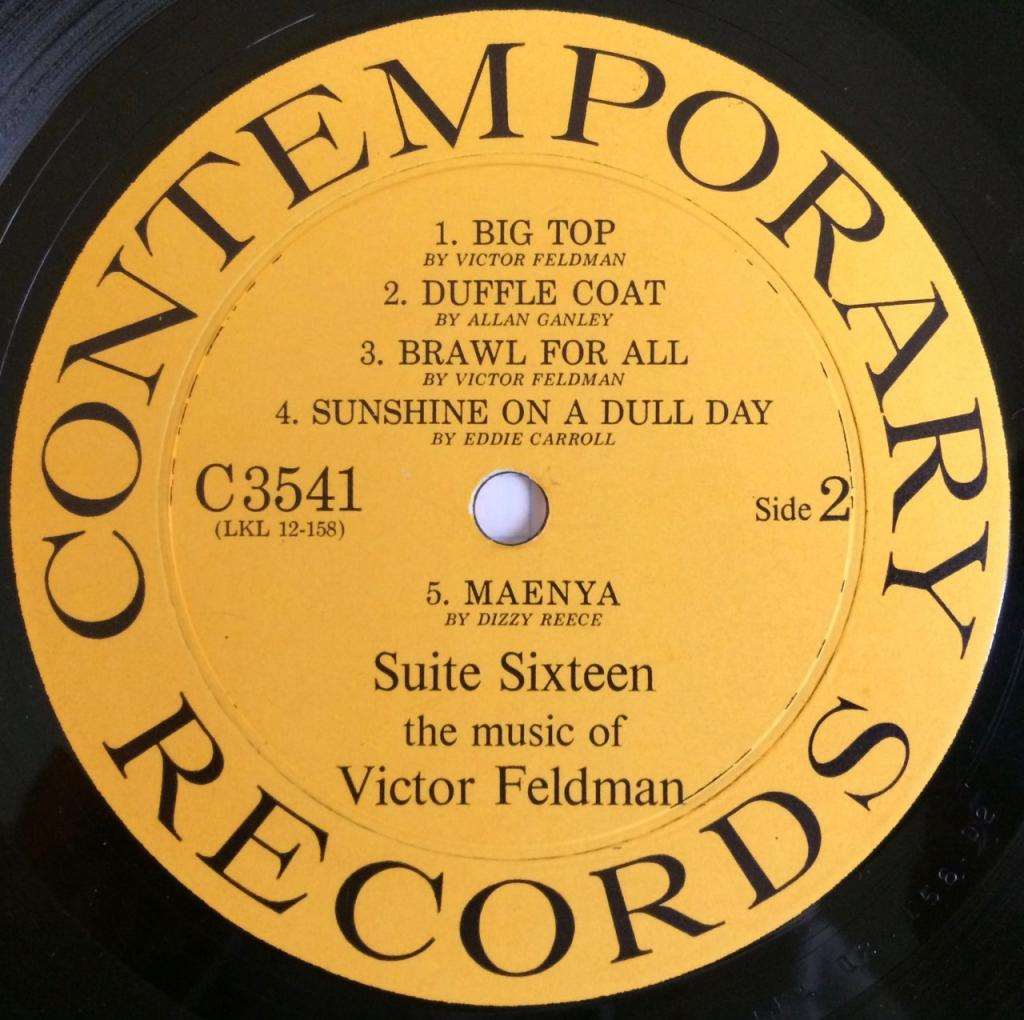 CONTEMPORARY
1. BIG TOP
BY VICTOR FELDMAN
2. DUFFLE COAT
BY ALLAN GANLEY
3. BRAWL FOR ALL
BY VICTOR FELDMAN
4. SUNSHINE ON A DULL DAY
BY EDDIE CARROLL
C 3541
(LKL 12-158)
Side 2
5. MAENYA
BY DIZZY REECE
Suite Sixteen
the music of
Victor Feldman
RECORDS